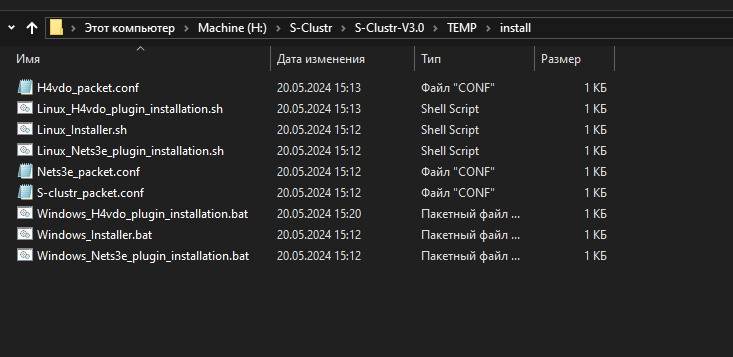 Этот компьютер > Machine (H:) > S-Clustr > S-Clustr-V3.0 > TEMP > install
Имя Дата изменения Тип Размер
H4vdo_packet.conf 20.05.2024 15:13 Файл "CONF" 1 КБ
Linux_H4vdo_plugin_installation.sh 20.05.2024 15:13 Shell Script 1 КБ
Linux_Installer.sh 20.05.2024 15:12 Shell Script 1 КБ
Linux_Nets3e_plugin_installation.sh 20.05.2024 15:12 Shell Script 1 КБ
Nets3e_packet.conf 20.05.2024 15:12 Файл "CONF" 1 КБ
S-clustr_packet.conf 20.05.2024 15:12 Файл "CONF" 1 КБ
Windows_H4vdo_plugin_installation.bat 20.05.2024 15:20 Пакетный файл ... 1 КБ
Windows_Installer.bat 20.05.2024 15:12 Пакетный файл ... 1 КБ
Windows_Nets3e_plugin_installation.bat 20.05.2024 15:12 Пакетный файл ... 1 КБ